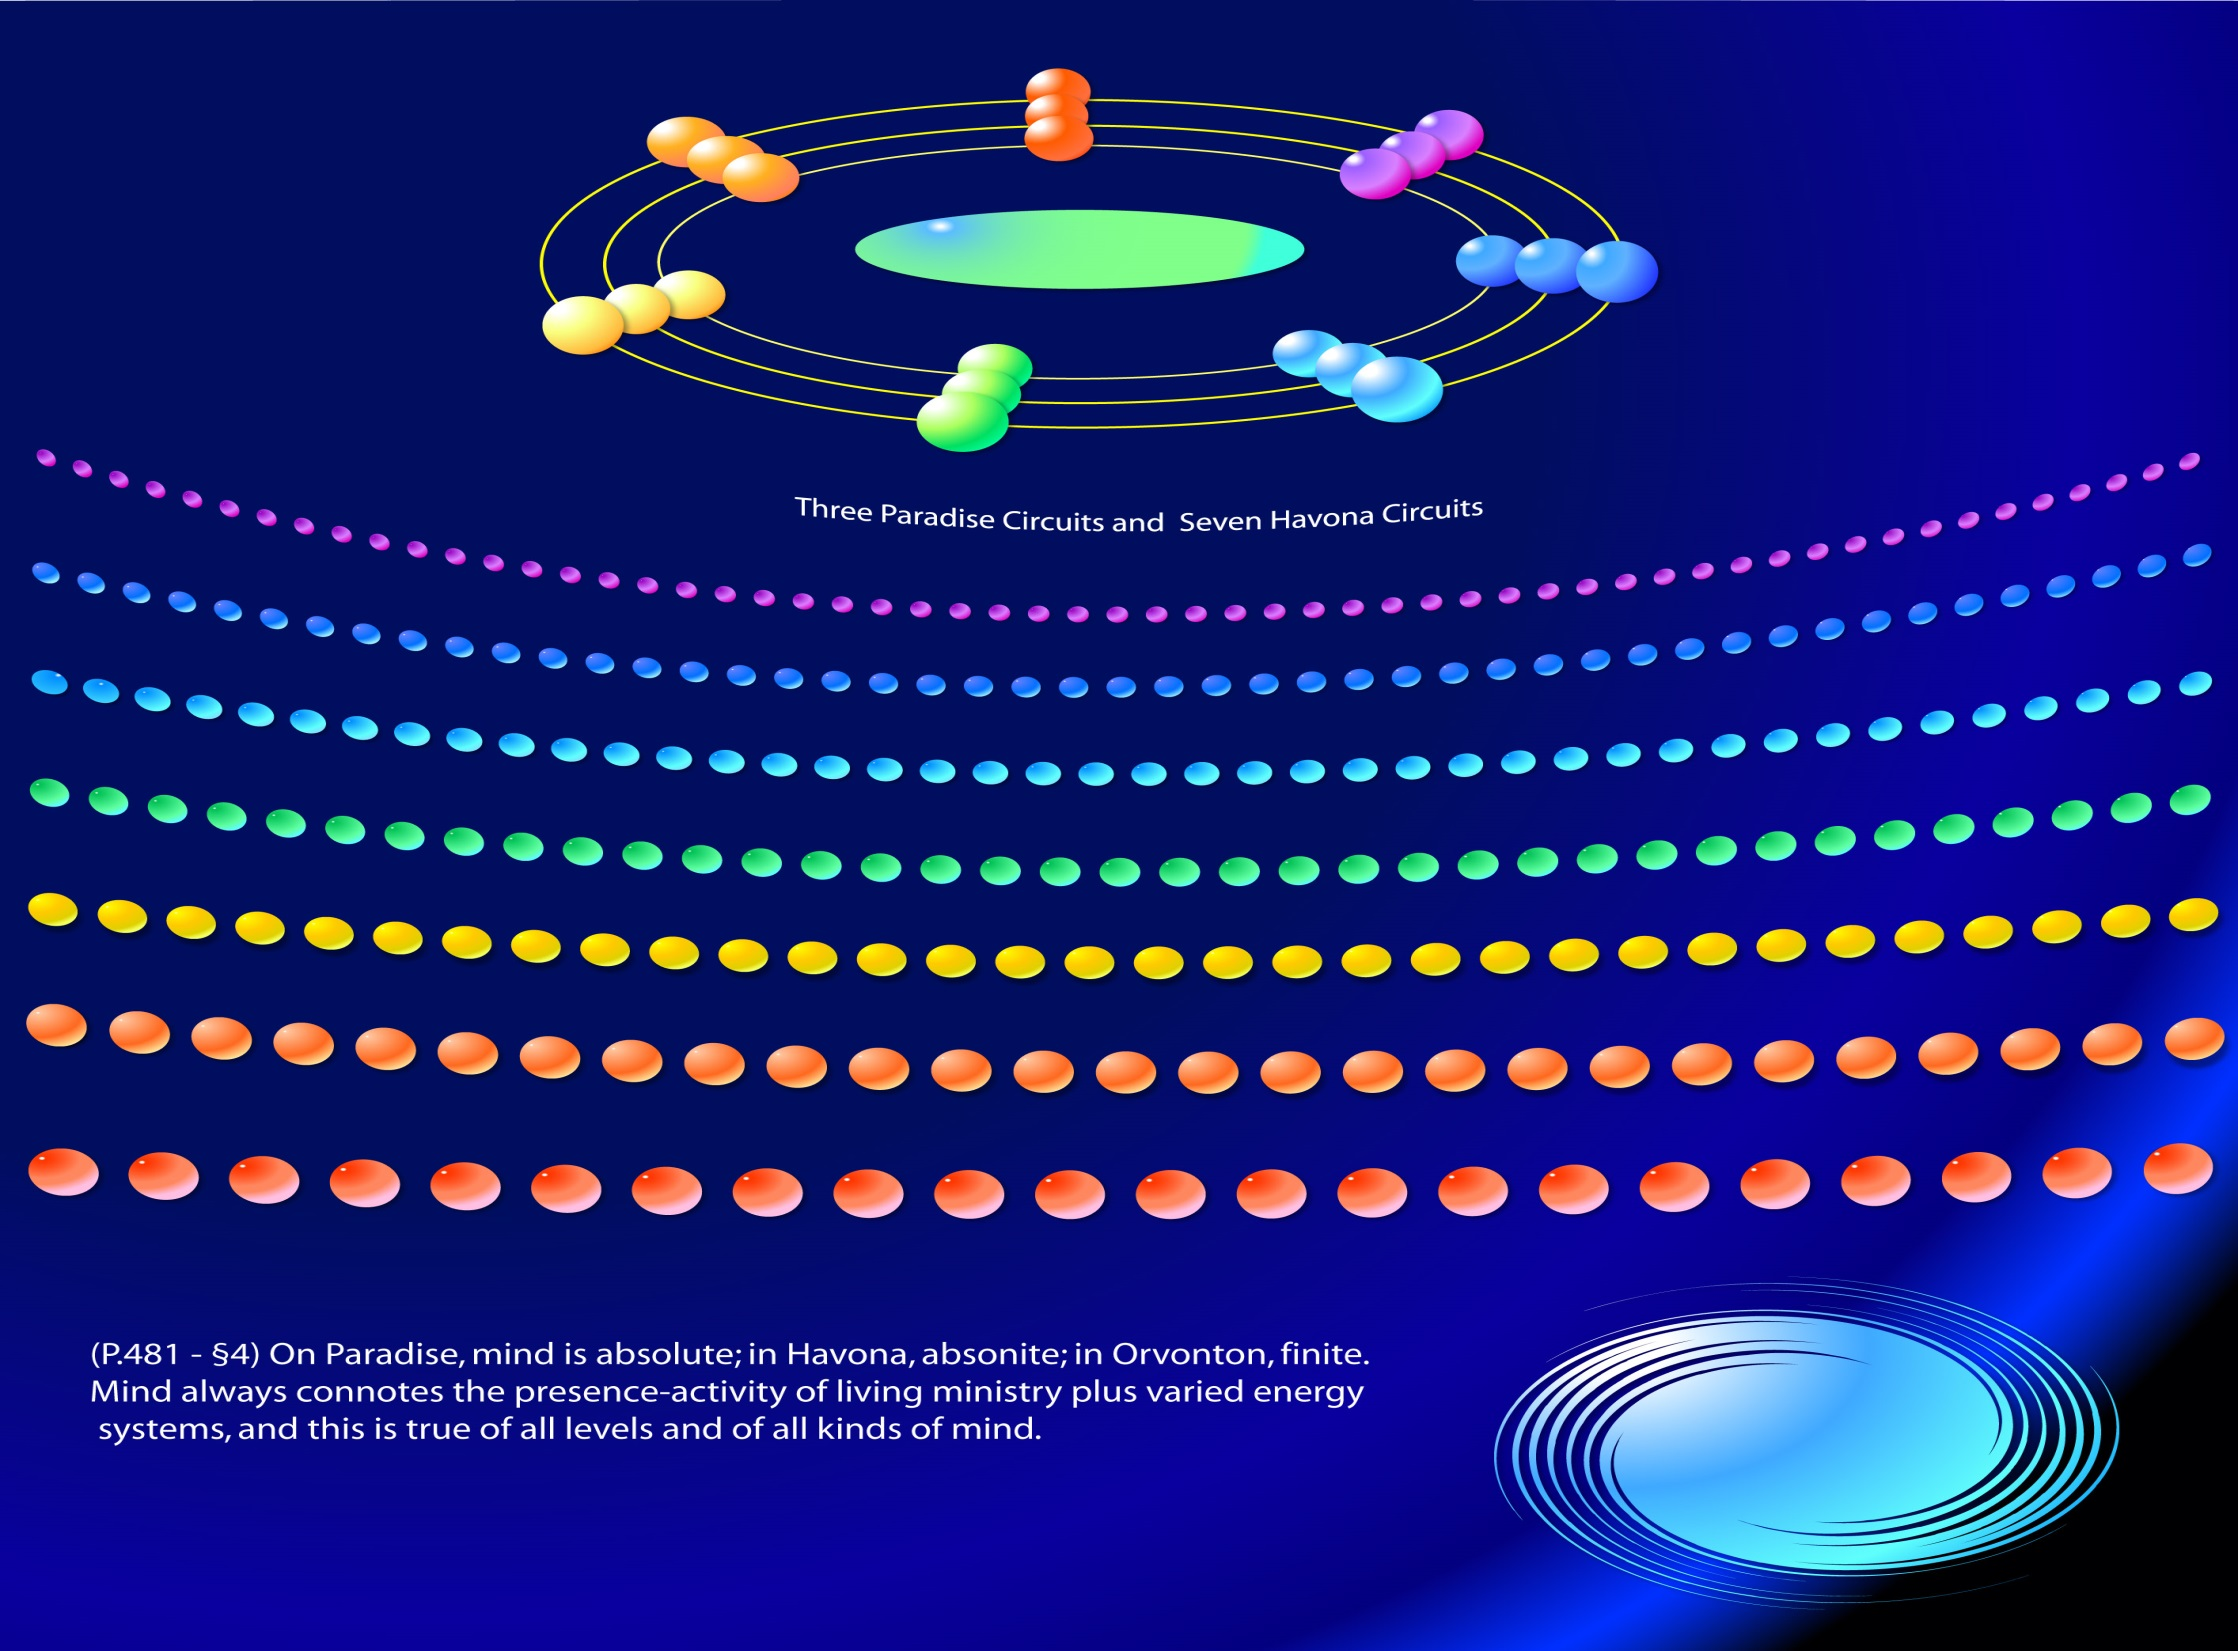 Three Paradise Circuits and Seven Havona Circuits
(P.481 - §4) On Paradise, mind is absolute; in Havona, absonite; in Orvonton, finite.
Mind always connotes the presence-activity of living ministry plus varied energy
systems, and this is true of all levels and of all kinds of mind.